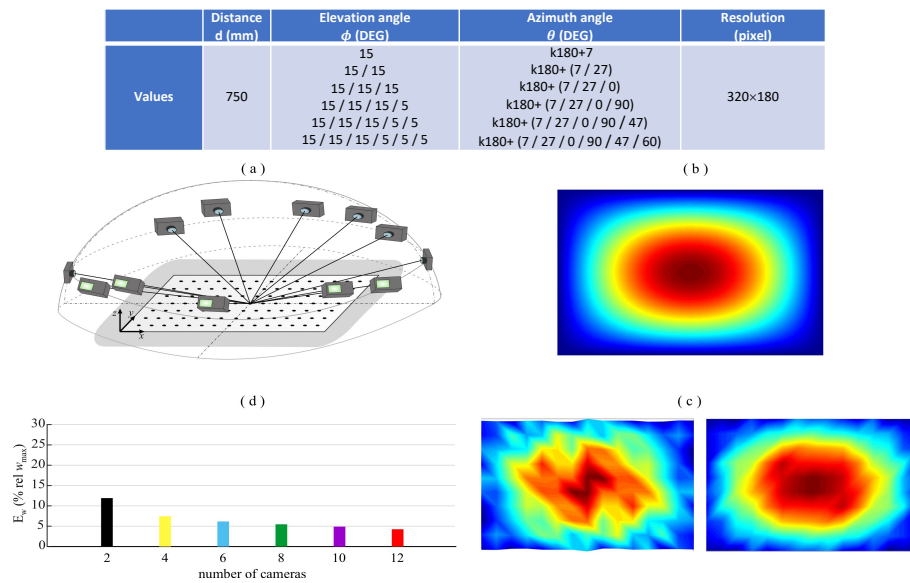 Distance d (mm) Elevation angle ϕ (DEG) Azimuth angle θ (DEG) Resolution (pixel)
Values 750 320×180
15 k180+7
15 / 15 k180+ (7 / 27)
15 / 15 / 15 k180+ (7 / 27 / 0)
15 / 15 / 15 / 5 k180+ (7 / 27 / 0 / 90)
15 / 15 / 15 / 5 / 5 k180+ (7 / 27 / 0 / 90 / 47)
15 / 15 / 15 / 5 / 5 / 5 k180+ (7 / 27 / 0 / 90 / 47 / 60)
( a ) ( b )
z y x
( d ) ( c )
E_w (% rel w_max)
30
25
20
15
10
5
0
2 4 6 8 10 12
number of cameras